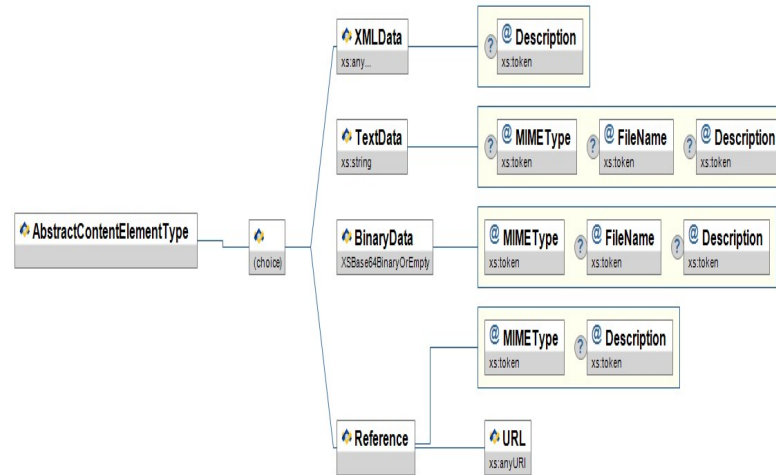 XMLData
xs:any...
? @ Description
xs:token
TextData
xs:string
? @ MIMEType
xs:token
? @ FileName
xs:token
? @ Description
xs:token
AbstractContentElementType
(choice)
BinaryData
XSBase64BinaryOrEmpty
@ MIMEType
xs:token
? @ FileName
xs:token
? @ Description
xs:token
@ MIMEType
xs:token
? @ Description
xs:token
Reference
URL
xs:anyURI